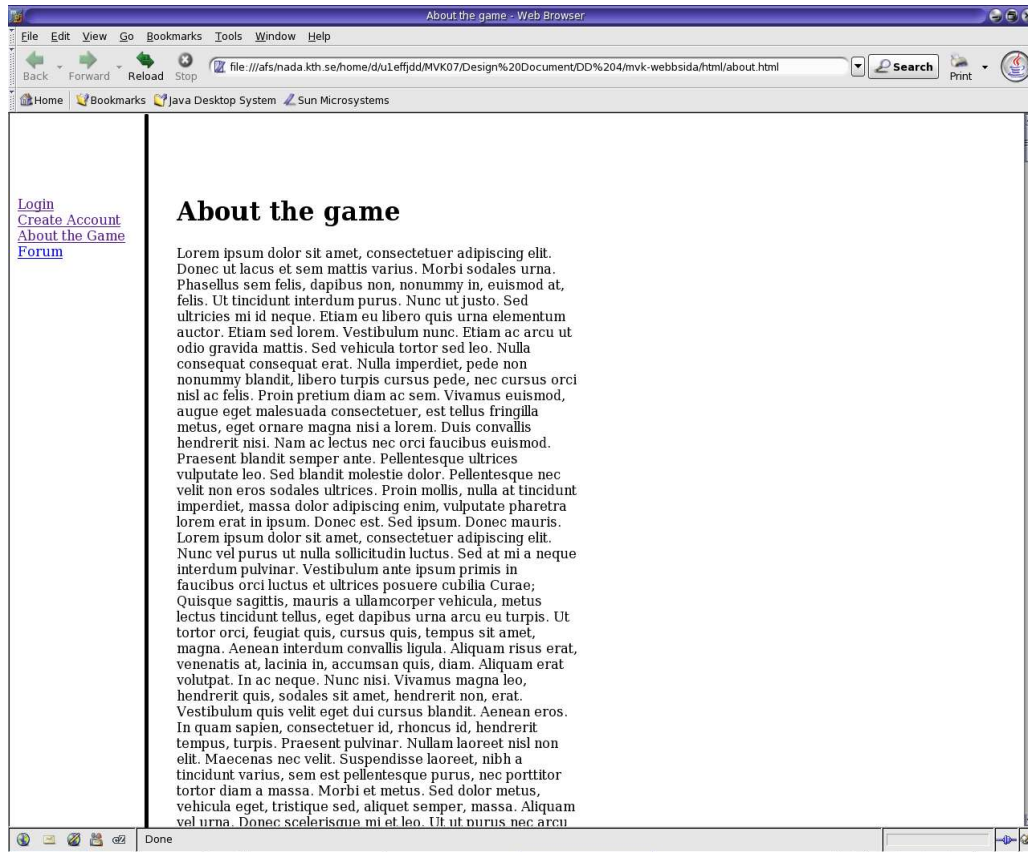 About the game - Web Browser
File Edit View Go Bookmarks Tools Window Help
Back Forward Reload Stop file:///afs/nada.kth.se/home/d/u1effjdd/MVK07/Design%20Document/DD%204/mvk-webbsida/html/about.html Search Print
Home Bookmarks Java Desktop System Sun Microsystems
Login
Create Account
About the Game
Forum
About the game
Lorem ipsum dolor sit amet, consectetuer adipiscing elit.
Donec ut lacus et sem mattis varius. Morbi sodales urna.
Phasellus sem felis, dapibus non, nonummy in, euismod at,
felis. Ut tincidunt interdum purus. Nunc ut justo. Sed
ultricies mi id neque. Etiam eu libero quis urna elementum
auctor. Etiam sed lorem. Vestibulum nunc. Etiam ac arcu ut
odio gravida mattis. Sed vehicula tortor sed leo. Nulla
consequat consequat erat. Nulla imperdiet, pede non
nonummy blandit, libero turpis cursus pede, nec cursus orci
nisl ac felis. Proin pretium diam ac sem. Vivamus euismod,
augue eget malesuada consectetuer, est tellus fringilla
metus, eget ornare magna nisi a lorem. Duis convallis
hendrerit nisi. Nam ac lectus nec orci faucibus euismod.
Praesent blandit semper ante. Pellentesque ultrices
vulputate leo. Sed blandit molestie dolor. Pellentesque nec
velit non eros sodales ultrices. Proin mollis, nulla at tincidunt
imperdiet, massa dolor adipiscing enim, vulputate pharetra
lorem erat in ipsum. Donec est. Sed ipsum. Donec mauris.
Lorem ipsum dolor sit amet, consectetuer adipiscing elit.
Nunc vel purus ut nulla sollicitudin luctus. Sed at mi a neque
interdum pulvinar. Vestibulum ante ipsum primis in
faucibus orci luctus et ultrices posuere cubilia Curae;
Quisque sagittis, mauris a ullamcorper vehicula, metus
lectus tincidunt tellus, eget dapibus urna arcu eu turpis. Ut
tortor orci, feugiat quis, cursus quis, tempus sit amet,
magna. Aenean interdum convallis ligula. Aliquam risus erat,
venenatis at, lacinia in, accumsan quis, diam. Aliquam erat
volutpat. In ac neque. Nunc nisi. Vivamus magna leo,
hendrerit quis, sodales sit amet, hendrerit non, erat.
Vestibulum quis velit eget dui cursus blandit. Aenean eros.
In quam sapien, consectetuer id, rhoncus id, hendrerit
tempus, turpis. Praesent pulvinar. Nullam laoreet nisl non
elit. Maecenas nec velit. Suspendisse laoreet, nibh a
tincidunt varius, sem est pellentesque purus, nec porttitor
tortor diam a massa. Morbi et metus. Sed dolor metus,
vehicula eget, tristique sed, aliquet semper, massa. Aliquam
vel urna. Donec scelerisque mi et leo. Ut ut purus nec arcu
Done